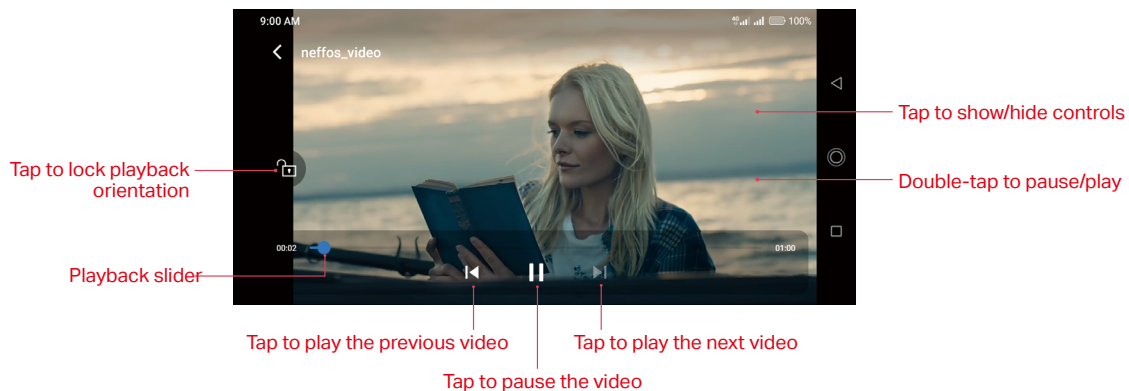 9:00 AM
4G 100%
neffos_video
Tap to show/hide controls
Tap to lock playback
orientation
Double-tap to pause/play
00:02
01:00
Playback slider
Tap to play the previous video
Tap to play the next video
Tap to pause the video